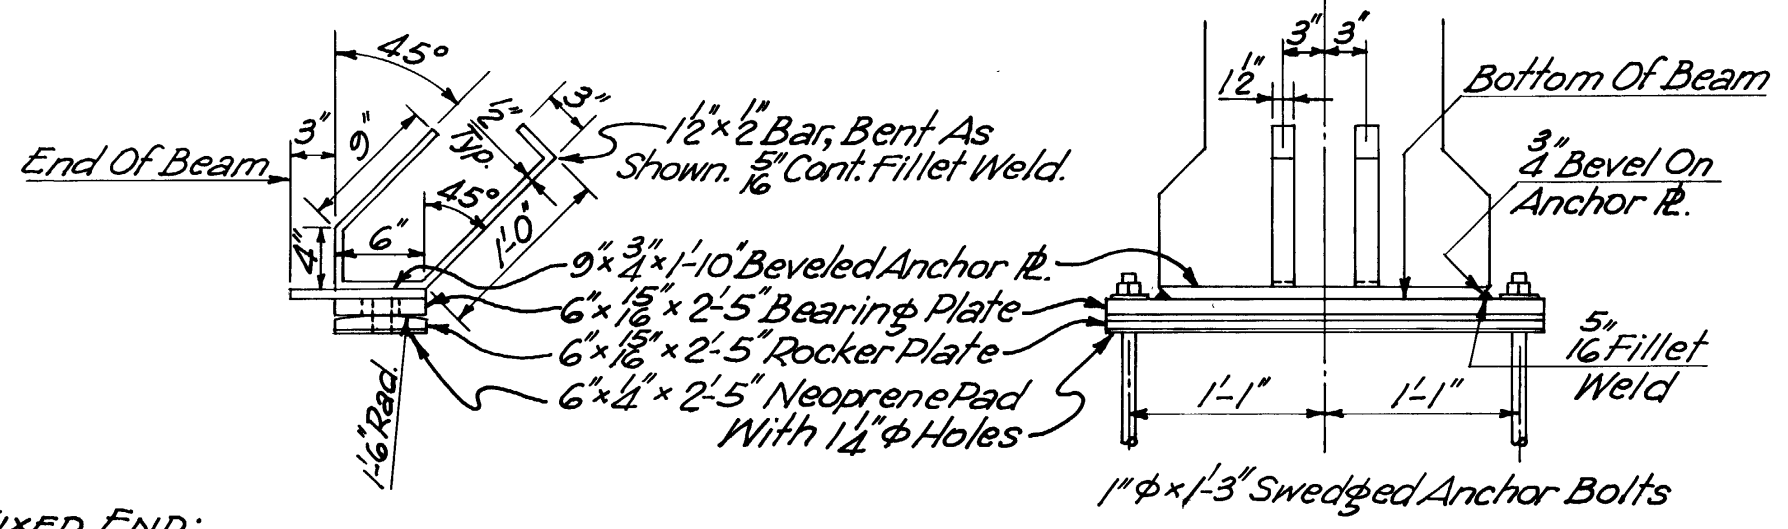 45°
3"
9"
1/2"
Typ.
3"
End Of Beam
45°
4"
6"
1'-0"
1 1/2" × 1/2" Bar, Bent As
Shown. 5/16" Cont. Fillet Weld.
9" × 3/4" × 1'-10" Beveled Anchor ℞.
6" × 15/16" × 2'-5" Bearing Plate
6" × 15/16" × 2'-5" Rocker Plate
6" × 1/4" × 2'-5" Neoprene Pad
With 1 1/4" ϕ Holes
1'-6" Rad.
3"
3"
1 1/2"
Bottom Of Beam
3/4" Bevel On
Anchor ℞.
5/16" Fillet
Weld
1'-1"
1'-1"
1" ϕ × 1'-3" Swedged Anchor Bolts
FIXED END: